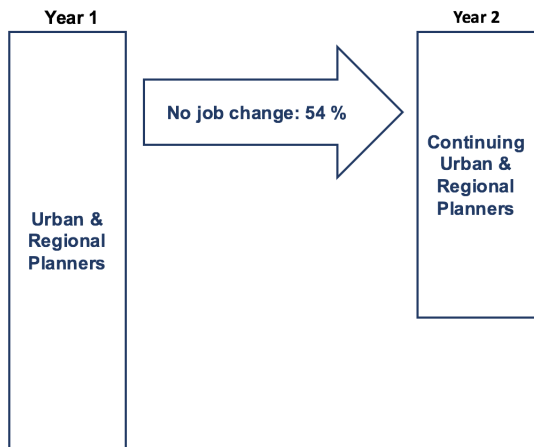 Year 1
Year 2
No job change: 54 %
Continuing
Urban &
Regional
Planners
Urban &
Regional
Planners